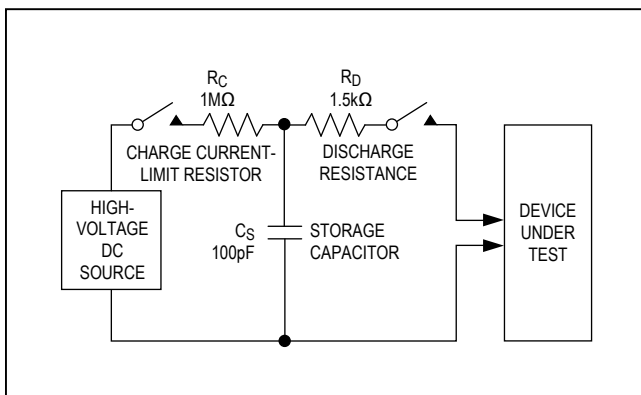 RC
1MΩ
RD
1.5kΩ
CHARGE CURRENT-
LIMIT RESISTOR
DISCHARGE
RESISTANCE
HIGH-
VOLTAGE
DC
SOURCE
CS
100pF
STORAGE
CAPACITOR
DEVICE
UNDER
TEST